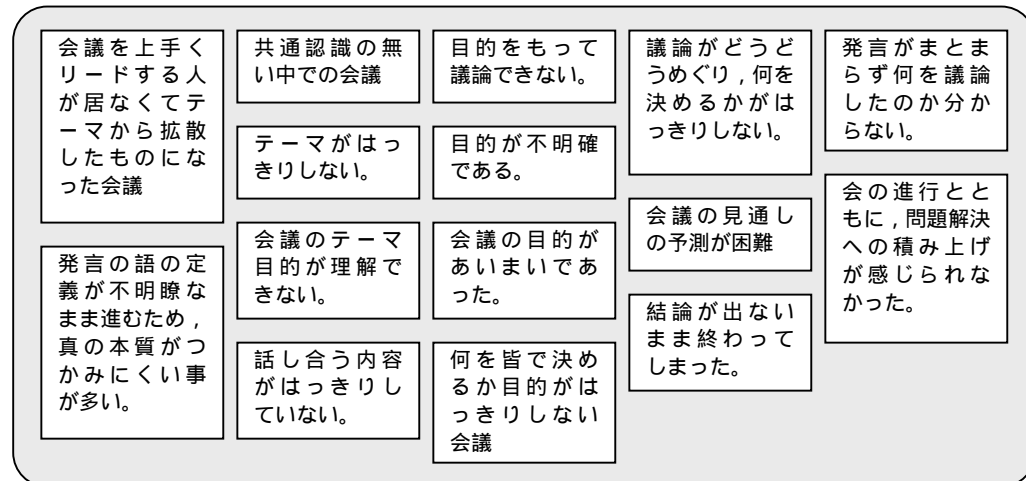 会議を上手く
リードする人
が居なくてテ
ーマから拡散
したものにな
った会議
発言の語の定
義が不明瞭な
まま進むため，
真の本質がつ
かみにくい事
が多い。
共通認識の無
い中での会議
テーマがはっ
きりしない。
会議のテーマ
目的が理解で
きない。
話し合う内容
がはっきりし
ていない。
目的をもって
議論できない。
目的が不明確
である。
会議の目的が
あいまいであ
った。
何を皆で決め
るか目的がは
っきりしない
会議
議論がどうど
うめぐり，何を
決めるかがは
っきりしない。
会議の見通し
の予測が困難
結論が出ない
まま終わって
しまった。
発言がまとま
らず何を議論
したのか分か
らない。
会の進行とと
もに，問題解決
への積み上げ
が感じられな
かった。